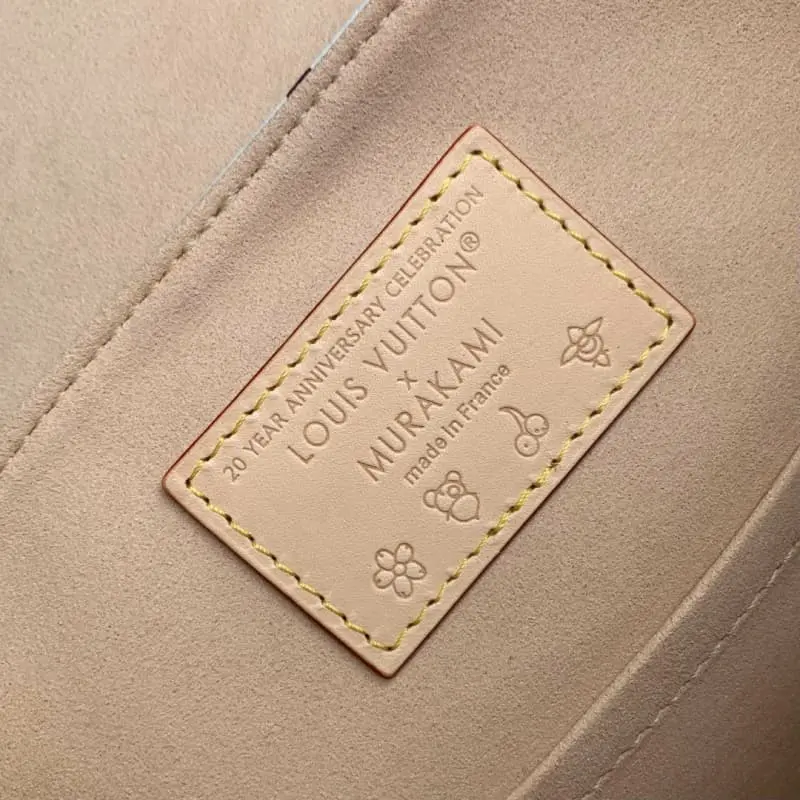 20 YEAR ANNIVERSARY CELEBRATION
LOUIS VUITTON®
x
MURAKAMI
made in France